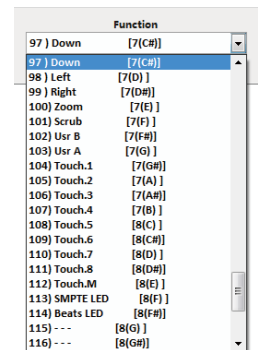 Function
97 ) Down [7(C#)]
97 ) Down [7(C#)]
98 ) Left [7(D) ]
99 ) Right [7(D#)]
100) Zoom [7(E) ]
101) Scrub [7(F) ]
102) Usr B [7(F#)]
103) Usr A [7(G) ]
104) Touch.1 [7(G#)]
105) Touch.2 [7(A) ]
106) Touch.3 [7(A#)]
107) Touch.4 [7(B) ]
108) Touch.5 [8(C) ]
109) Touch.6 [8(C#)]
110) Touch.7 [8(D) ]
111) Touch.8 [8(D#)]
112) Touch.M [8(E) ]
113) SMPTE LED [8(F) ]
114) Beats LED [8(F#)]
115) - - - [8(G) ]
116) - - - [8(G#)]